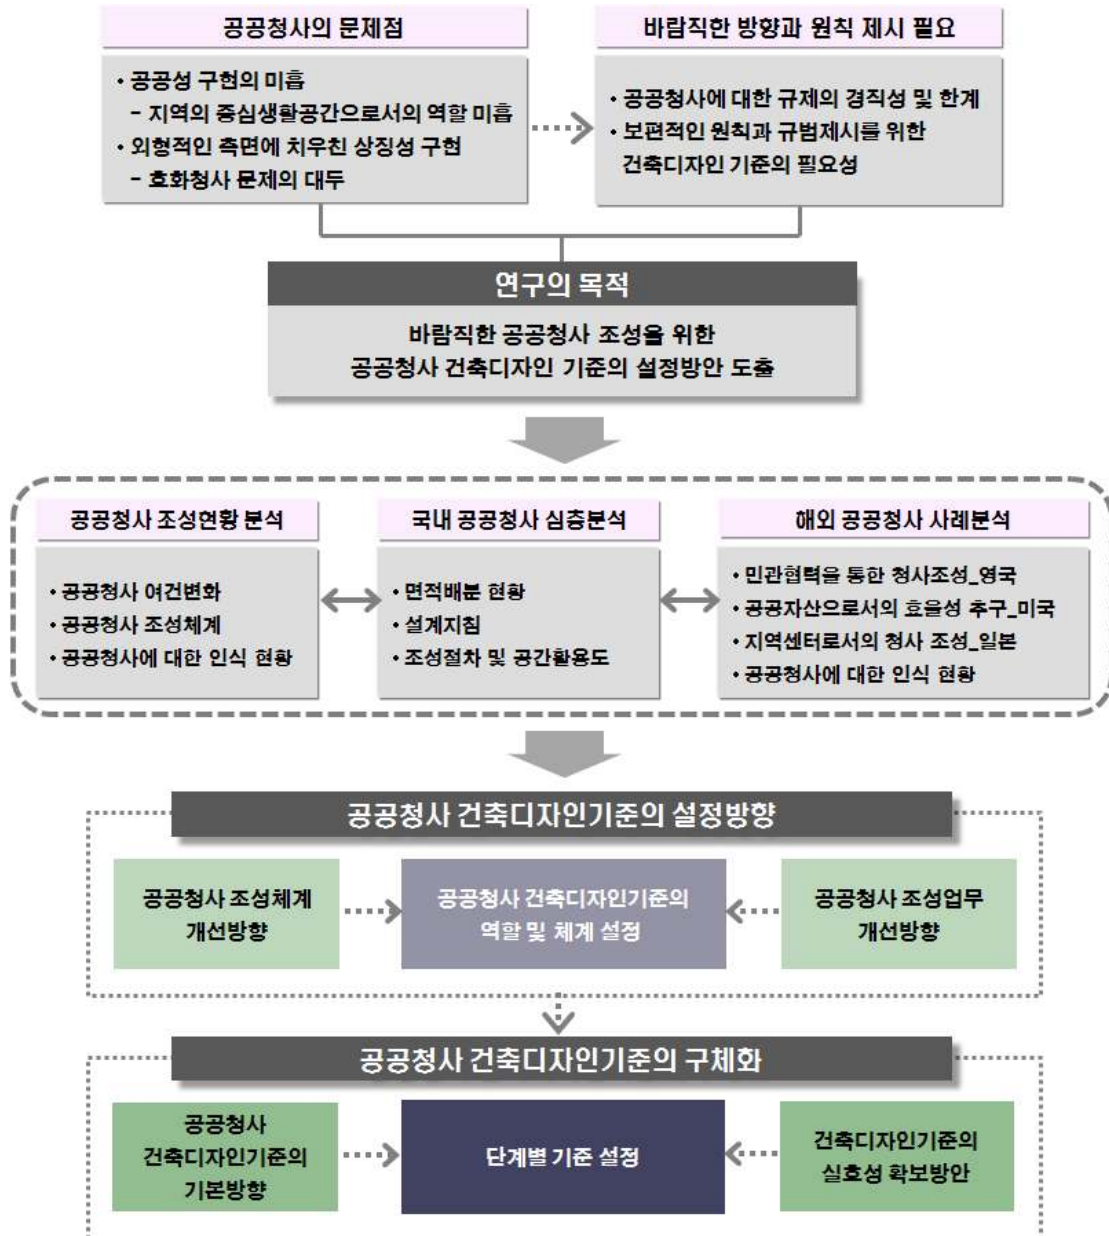 공공청사의 문제점
• 공공성 구현의 미흡
– 지역의 중심생활공간으로서의 역할 미흡
• 외형적인 측면에 치우친 상징성 구현
– 호화청사 문제의 대두
바람직한 방향과 원칙 제시 필요
• 공공청사에 대한 규제의 경직성 및 한계
• 보편적인 원칙과 규범제시를 위한
건축디자인 기준의 필요성
연구의 목적
바람직한 공공청사 조성을 위한
공공청사 건축디자인 기준의 설정방안 도출
공공청사 조성현황 분석
• 공공청사 여건변화
• 공공청사 조성체계
• 공공청사에 대한 인식 현황
국내 공공청사 심층분석
• 면적배분 현황
• 설계지침
• 조성절차 및 공간활용도
해외 공공청사 사례분석
• 민관협력을 통한 청사조성_영국
• 공공자산으로서의 효율성 추구_미국
• 지역센터로서의 청사 조성_일본
• 공공청사에 대한 인식 현황
공공청사 건축디자인기준의 설정방향
공공청사 조성체계
개선방향
공공청사 건축디자인기준의
역할 및 체계 설정
공공청사 조성업무
개선방향
공공청사 건축디자인기준의 구체화
공공청사
건축디자인기준의
기본방향
단계별 기준 설정
건축디자인기준의
실효성 확보방안